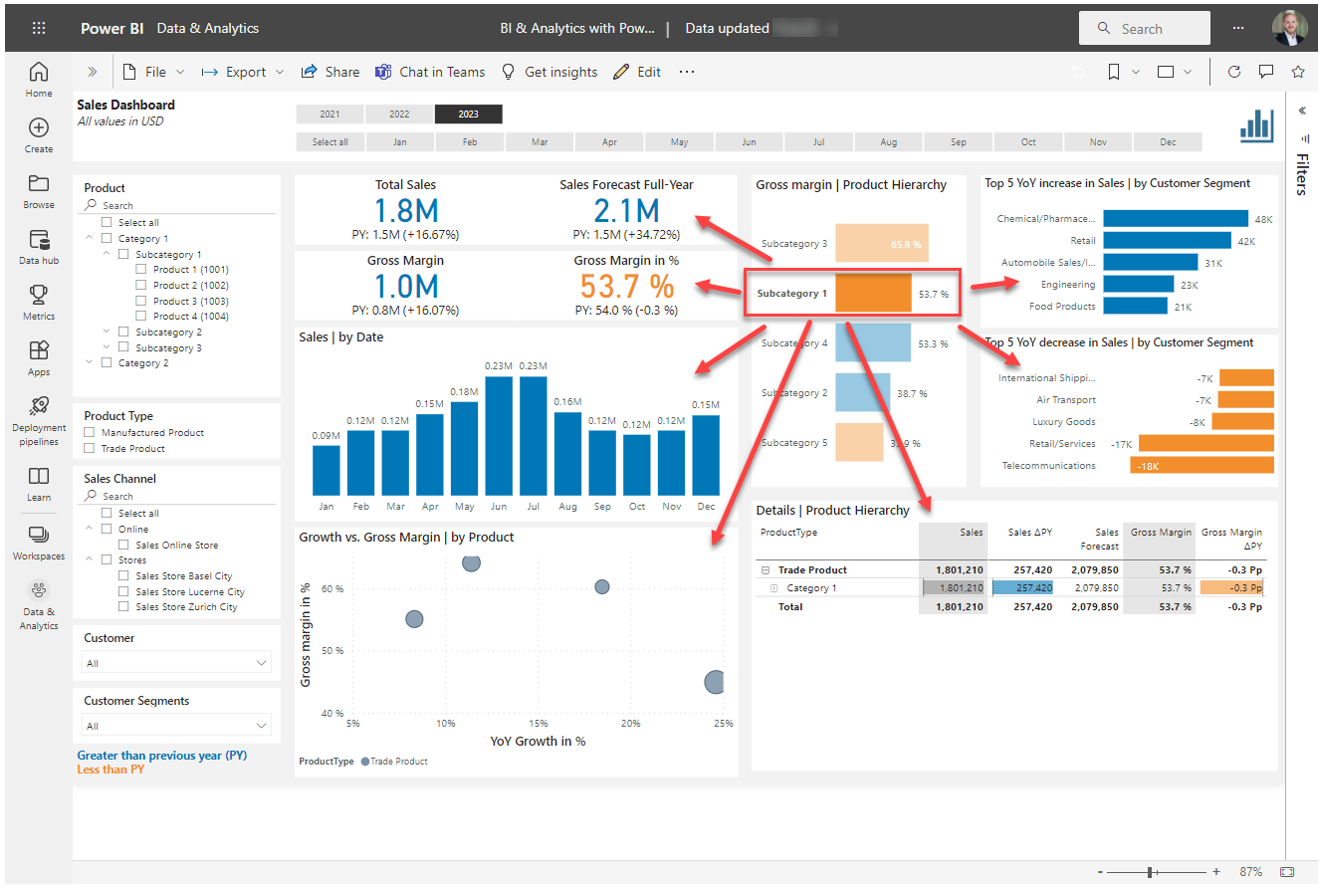 Power BI Data & Analytics
BI & Analytics with Pow... | Data updated
Search
File
Export
Share
Chat in Teams
Get insights
Edit
Home
Create
Browse
Data hub
Metrics
Apps
Deployment
pipelines
Learn
Workspaces
Data &
Analytics
Sales Dashboard
All values in USD
2021 2022 2023
Select all Jan Feb Mar Apr May Jun Jul Aug Sep Oct Nov Dec
Filters
Product
Search
Select all
Category 1
Subcategory 1
Product 1 (1001)
Product 2 (1002)
Product 3 (1003)
Product 4 (1004)
Subcategory 2
Subcategory 3
Category 2
Product Type
Manufactured Product
Trade Product
Sales Channel
Search
Select all
Online
Sales Online Store
Stores
Sales Store Basel City
Sales Store Lucerne City
Sales Store Zurich City
Customer
All
Customer Segments
All
Greater than previous year (PY)
Less than PY
Total Sales
1.8M
PY: 1.5M (+16.67%)
Sales Forecast Full-Year
2.1M
PY: 1.5M (+34.72%)
Gross Margin
1.0M
PY: 0.8M (+16.07%)
Gross Margin in %
53.7 %
PY: 54.0 % (-0.3 %)
Sales | by Date
0.09M 0.12M 0.12M 0.15M 0.18M 0.23M 0.23M 0.16M 0.12M 0.12M 0.12M 0.15M
Jan Feb Mar Apr May Jun Jul Aug Sep Oct Nov Dec
Growth vs. Gross Margin | by Product
Gross margin in %
60 %
50 %
40 %
5% 10% 15% 20% 25%
YoY Growth in %
ProductType Trade Product
Gross margin | Product Hierarchy
Subcategory 3 65.8 %
Subcategory 1 53.7 %
Subcategory 4 53.3 %
Subcategory 2 38.7 %
Subcategory 5
Top 5 YoY increase in Sales | by Customer Segment
Chemical/Pharmace... 48K
Retail 42K
Automobile Sales/I... 31K
Engineering 23K
Food Products 21K
Top 5 YoY decrease in Sales | by Customer Segment
International Shippi... -7K
Air Transport -7K
Luxury Goods -8K
Retail/Services -17K
Telecommunications -18K
Details | Product Hierarchy
ProductType Sales Sales ΔPY Sales Gross Margin Gross Margin
Forecast ΔPY
Trade Product 1,801,210 257,420 2,079,850 53.7 % -0.3 Pp
Category 1 1,801,210 257,420 2,079,850 53.7 % -0.3 Pp
Total 1,801,210 257,420 2,079,850 53.7 % -0.3 Pp
- + 87%